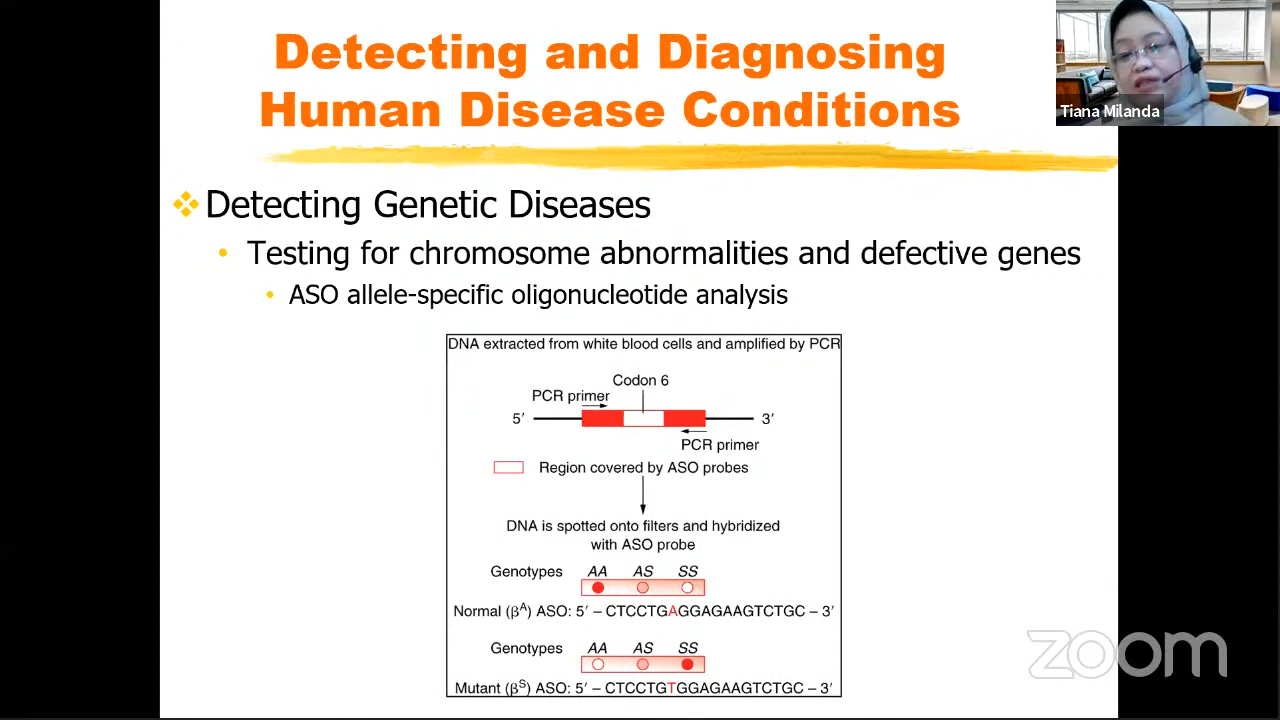 Detecting and Diagnosing
Human Disease Conditions
Tiana Milanda
Detecting Genetic Diseases
Testing for chromosome abnormalities and defective genes
ASO allele-specific oligonucleotide analysis
DNA extracted from white blood cells and amplified by PCR
Codon 6
PCR primer
5′ 3′
PCR primer
Region covered by ASO probes
DNA is spotted onto filters and hybridized
with ASO probe
Genotypes AA AS SS
Normal (βᴬ) ASO: 5′ – CTCCTGAGGAGAAGTCTGC – 3′
Genotypes AA AS SS
Mutant (βˢ) ASO: 5′ – CTCCTGTGGAGAAGTCTGC – 3′
zoom